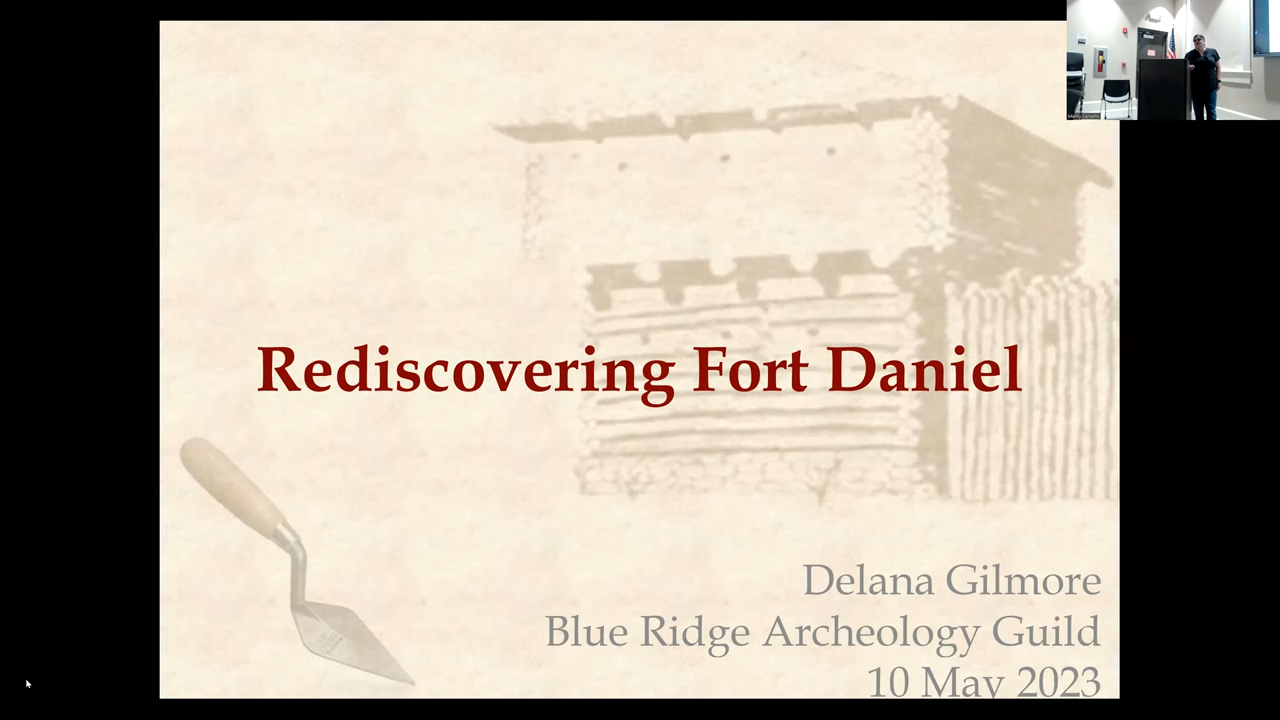 Rediscovering Fort Daniel
Delana Gilmore
Blue Ridge Archeology Guild
10 May 2023